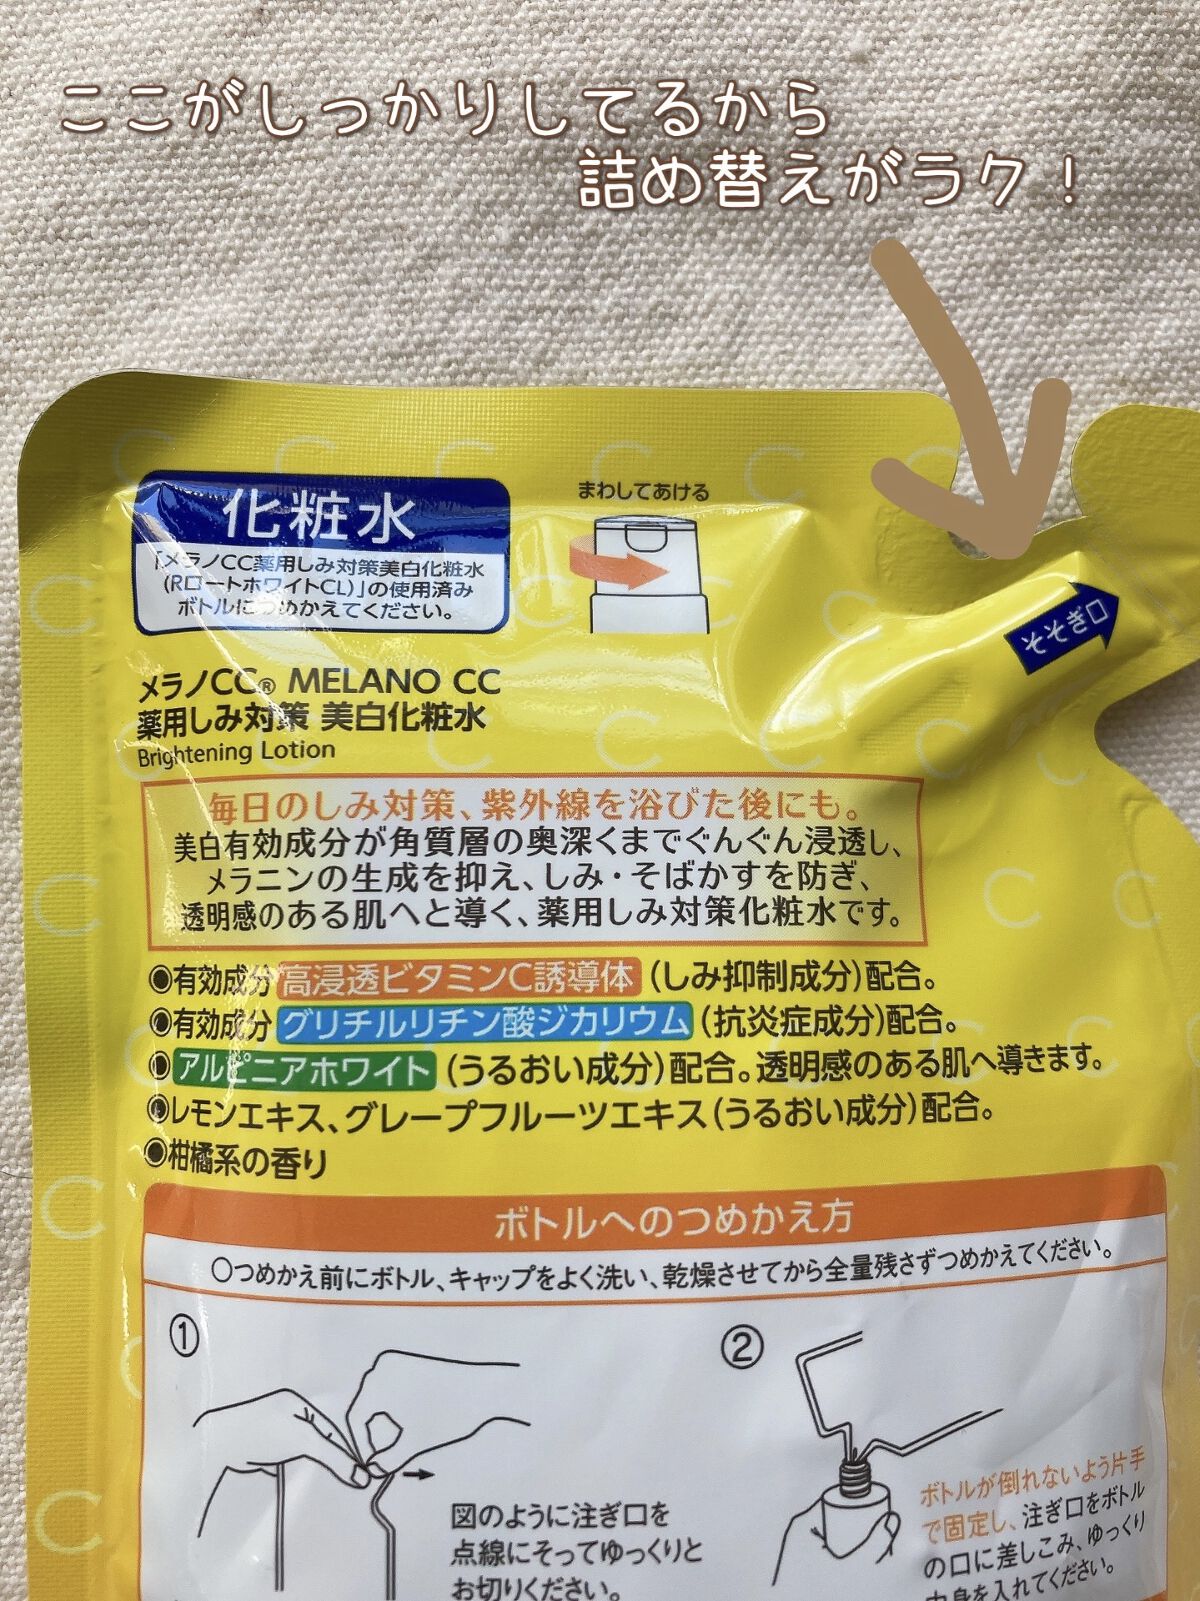 ここがしっかりしてるから
詰め替えがラク！
化粧水
「メラノCC薬用しみ対策美白化粧水
(Rロートホワイトcl)」の使用済み
ボトルにつめかえてください。
まわしてあける
そそぎ口
メラノCC® MELANO CC
薬用しみ対策 美白化粧水
Brightening Lotion
毎日のしみ対策、紫外線を浴びた後にも。
美白有効成分が角質層の奥深くまでぐんぐん浸透し、
メラニンの生成を抑え、しみ・そばかすを防ぎ、
透明感のある肌へと導く、薬用しみ対策化粧水です。
◉有効成分 高浸透ビタミンC誘導体 (しみ抑制成分)配合。
◉有効成分 グリチルリチン酸ジカリウム (抗炎症成分)配合。
◉アルピニアホワイト (うるおい成分)配合。透明感のある肌へ導きます。
◉レモンエキス、グレープフルーツエキス(うるおい成分)配合。
◉柑橘系の香り
ボトルへのつめかえ方
○つめかえ前にボトル、キャップをよく洗い、乾燥させてから全量残さずつめかえてください。
①
図のように注ぎ口を
点線にそってゆっくりと
お切りください。
②
ボトルが倒れないよう片手
で固定し、注ぎ口をボトル
の口に差しこみ、ゆっくり
中身を入れてください。